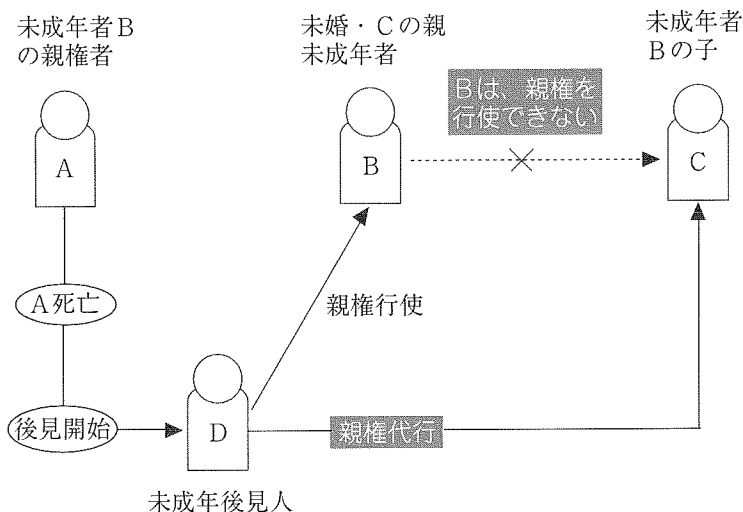 未成年者B
の親権者
未婚・Cの親
未成年者
未成年者
Bの子
Bは、親権を
行使できない
A
B
C
A死亡
親権行使
後見開始
D
親権代行
未成年後見人